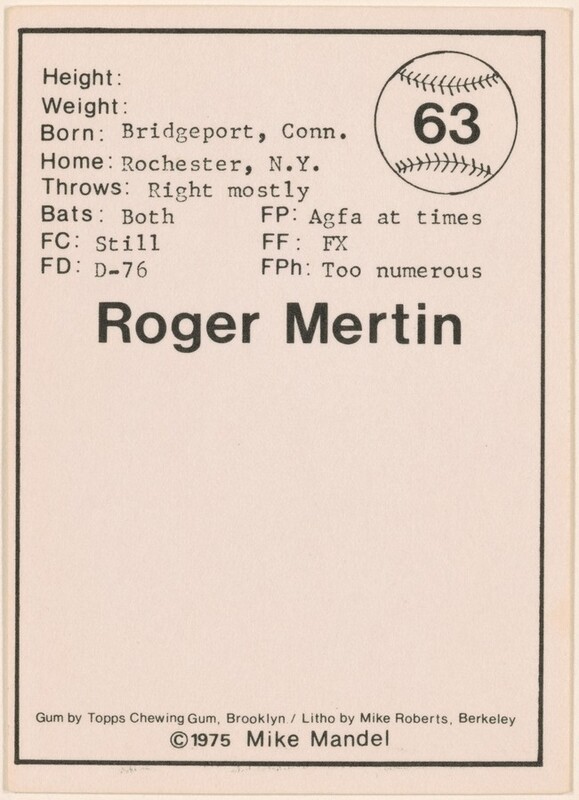 Height:
Weight:
63
Born: Bridgeport, Conn.
Home: Rochester, N.Y.
Throws: Right mostly
Bats: Both FP: Agfa at times
FC: Still FF: FX
FD: D-76 FPh: Too numerous
Roger Mertin
Gum by Topps Chewing Gum, Brooklyn / Litho by Mike Roberts, Berkeley
©1975 Mike Mandel